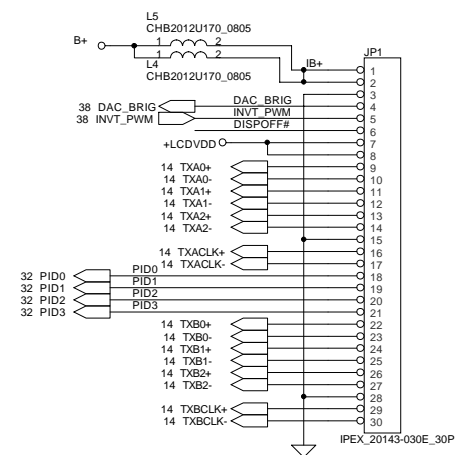 L5
CHB2012U170_0805
B+
1 2
1 2
L4
CHB2012U170_0805
IB+
JP1
1
2
3
38 DAC_BRIG DAC_BRIG 4
38 INVT_PWM INVT_PWM 5
DISPOFF# 6
+LCDVDD 7
8
14 TXA0+ 9
14 TXA0- 10
14 TXA1+ 11
14 TXA1- 12
14 TXA2+ 13
14 TXA2- 14
15
14 TXACLK+ 16
14 TXACLK- 17
32 PID0 PID0 18
32 PID1 PID1 19
32 PID2 PID2 20
32 PID3 PID3 21
14 TXB0+ 22
14 TXB0- 23
14 TXB1+ 24
14 TXB1- 25
14 TXB2+ 26
14 TXB2- 27
28
14 TXBCLK+ 29
14 TXBCLK- 30
IPEX_20143-030E_30P